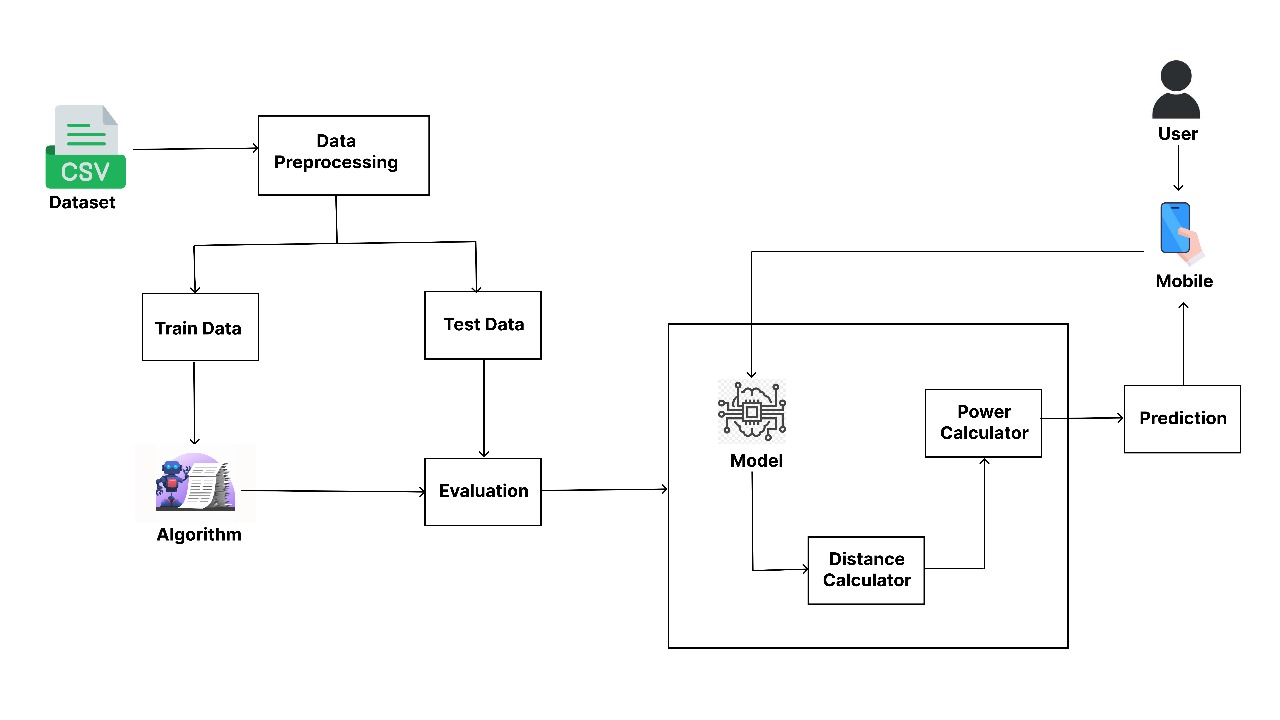 CSV
Dataset
Data
Preprocessing
Train Data
Test Data
Algorithm
Evaluation
Model
Distance
Calculator
Power
Calculator
Prediction
User
Mobile